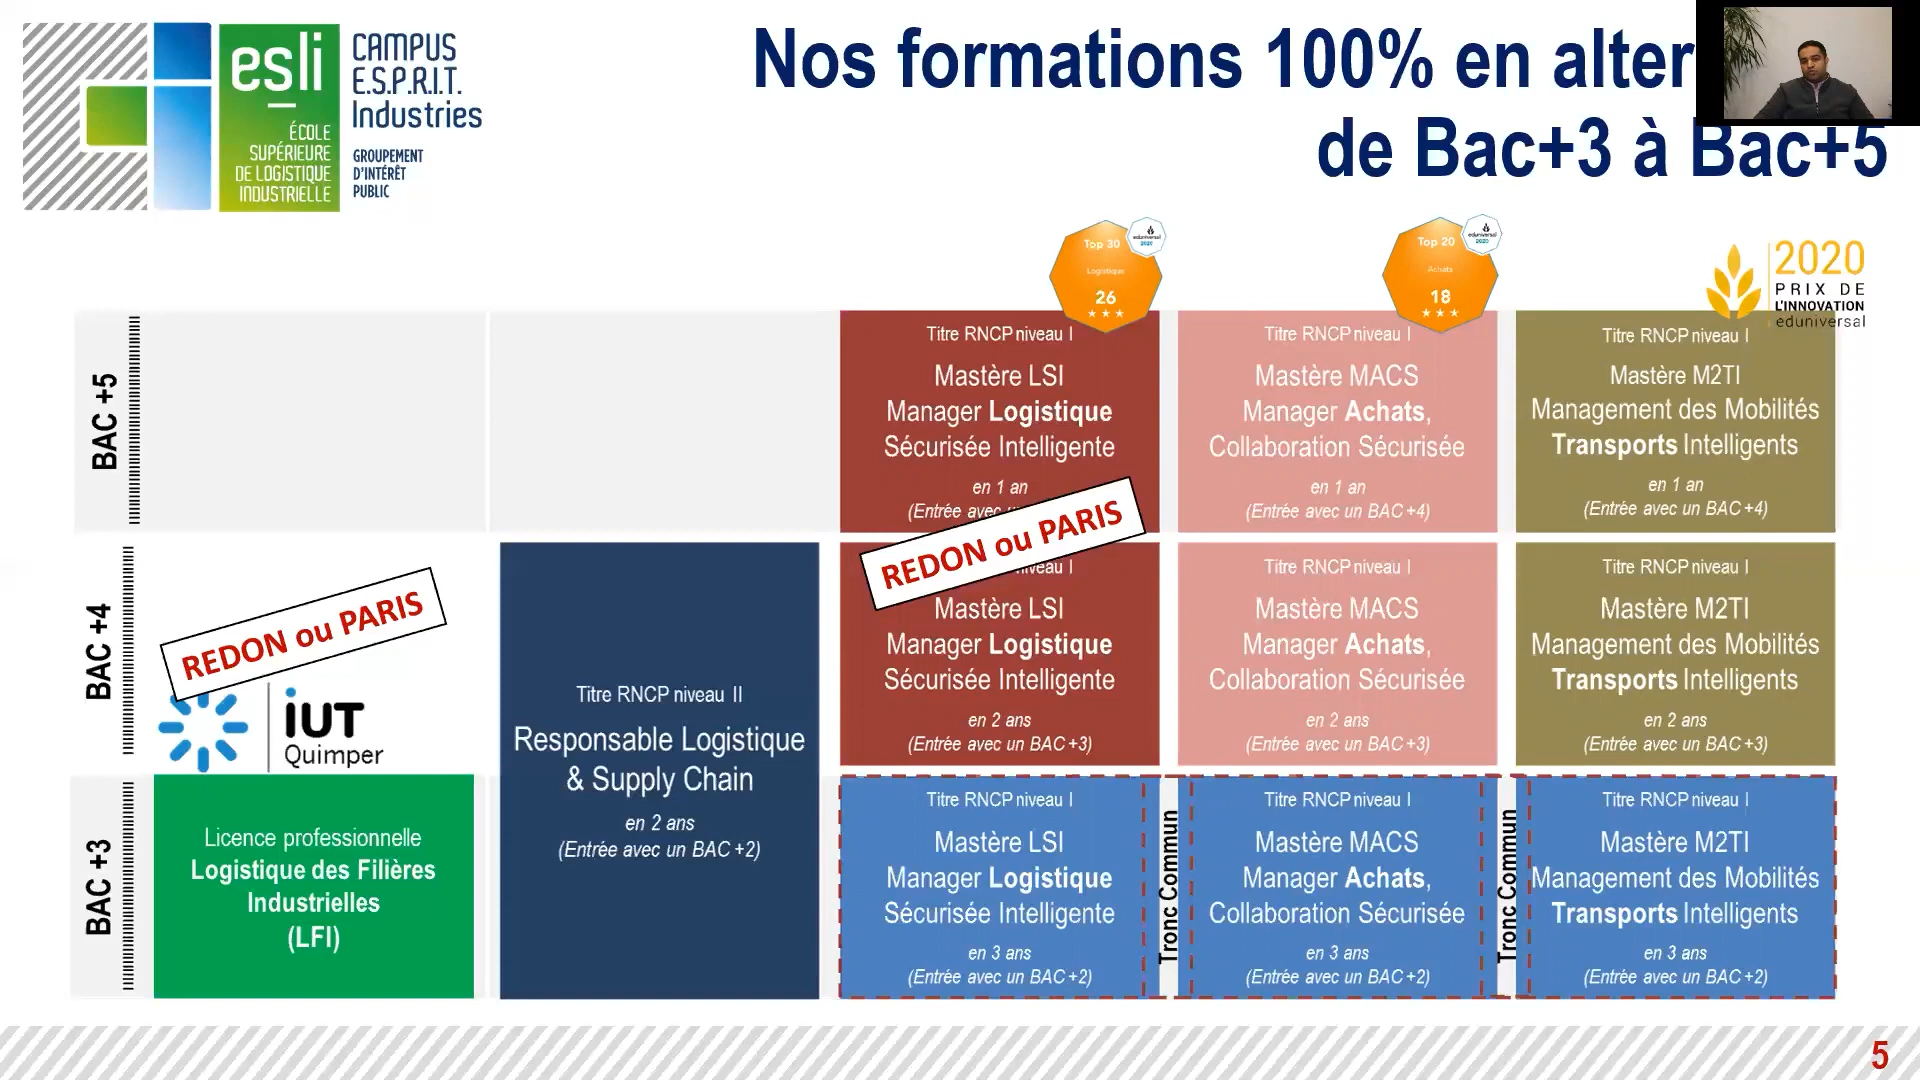 esli
ÉCOLE
SUPÉRIEURE
DE LOGISTIQUE
INDUSTRIELLE
CAMPUS
E.S.P.R.I.T.
Industries
GROUPEMENT
D'INTÉRÊT
PUBLIC
Nos formations 100% en alter
de Bac+3 à Bac+5
Top 30
eduniversal
2020
Logistique
26
Top 20
eduniversal
2020
Achats
18
2020
PRIX DE
L'INNOVATION
eduniversal
BAC +5
Titre RNCP niveau I
Mastère LSI
Manager Logistique
Sécurisée Intelligente
en 1 an
(Entrée avec
Titre RNCP niveau I
Mastère MACS
Manager Achats,
Collaboration Sécurisée
en 1 an
(Entrée avec un BAC +4)
Titre RNCP niveau I
Mastère M2TI
Management des Mobilités
Transports Intelligents
en 1 an
(Entrée avec un BAC +4)
REDON ou PARIS
BAC +4
REDON ou PARIS
iUT
Quimper
Titre RNCP niveau II
Responsable Logistique
& Supply Chain
en 2 ans
(Entrée avec un BAC +2)
niveau I
Mastère LSI
Manager Logistique
Sécurisée Intelligente
en 2 ans
(Entrée avec un BAC +3)
Titre RNCP niveau I
Mastère MACS
Manager Achats,
Collaboration Sécurisée
en 2 ans
(Entrée avec un BAC +3)
Titre RNCP niveau I
Mastère M2TI
Management des Mobilités
Transports Intelligents
en 2 ans
(Entrée avec un BAC +3)
BAC +3
Licence professionnelle
Logistique des Filières
Industrielles
(LFI)
Titre RNCP niveau I
Mastère LSI
Manager Logistique
Sécurisée Intelligente
en 3 ans
(Entrée avec un BAC +2)
Tronc Commun
Titre RNCP niveau I
Mastère MACS
Manager Achats,
Collaboration Sécurisée
en 3 ans
(Entrée avec un BAC +2)
Tronc Commun
Titre RNCP niveau I
Mastère M2TI
Management des Mobilités
Transports Intelligents
en 3 ans
(Entrée avec un BAC +2)
5